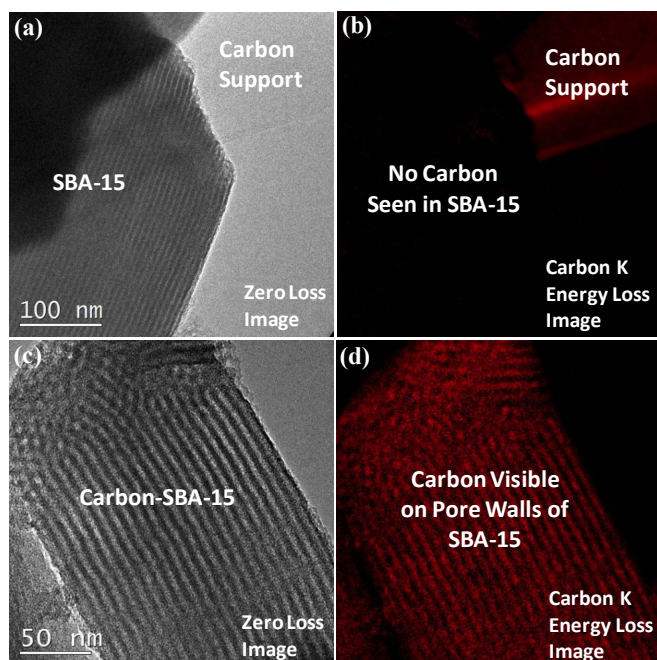 (a)
Carbon
Support
SBA-15
100 nm
Zero Loss
Image
(b)
Carbon
Support
No Carbon
Seen in SBA-15
Carbon K
Energy Loss
Image
(c)
Carbon-SBA-15
50 nm
Zero Loss
Image
(d)
Carbon Visible
on Pore Walls of
SBA-15
Carbon K
Energy Loss
Image